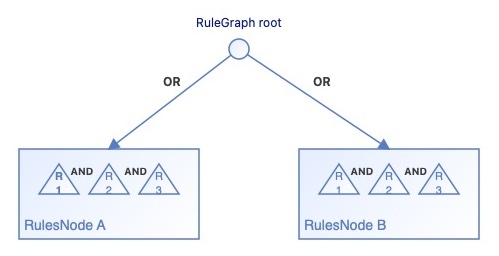 RuleGraph root
OR OR
R 1 AND R 2 AND R 3
RulesNode A
R 1 AND R 2 AND R 3
RulesNode B